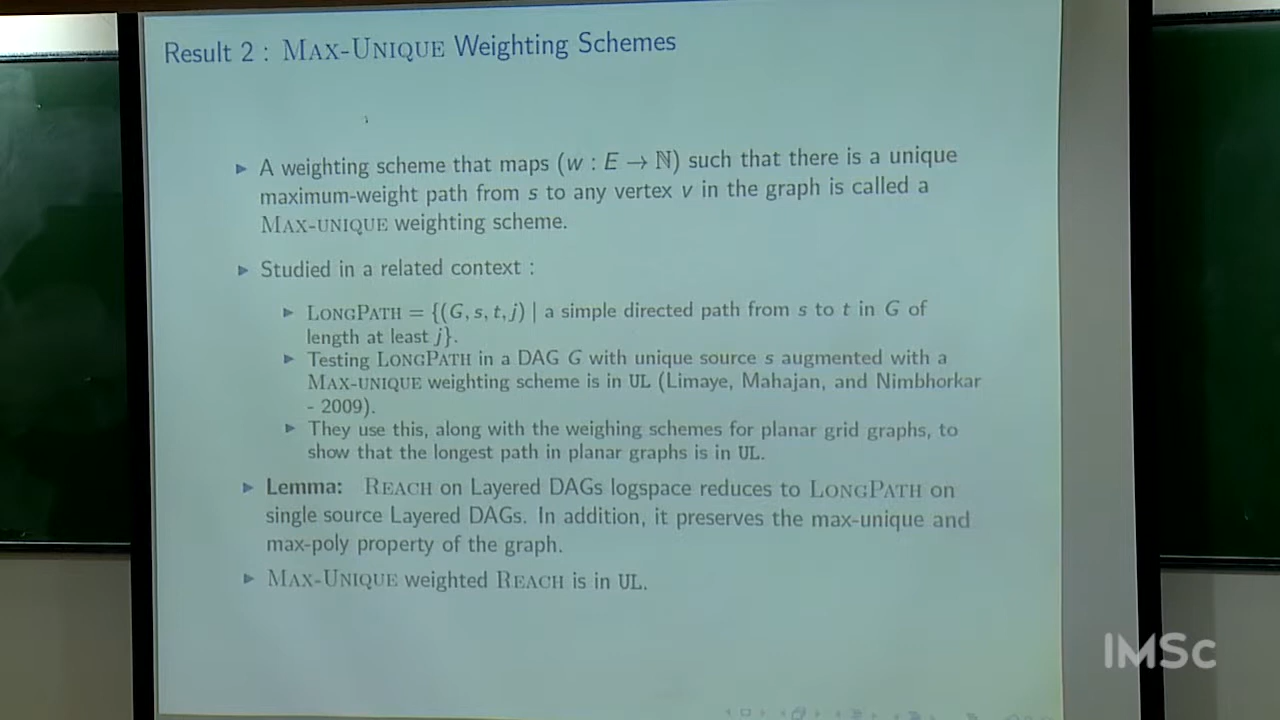 Result 2 : MAX-UNIQUE Weighting Schemes
▶ A weighting scheme that maps (w : E → ℕ) such that there is a unique
maximum-weight path from s to any vertex v in the graph is called a
MAX-UNIQUE weighting scheme.
▶ Studied in a related context :
▶ LONGPATH = {(G, s, t, j) | a simple directed path from s to t in G of
length at least j}.
▶ Testing LONGPATH in a DAG G with unique source s augmented with a
MAX-UNIQUE weighting scheme is in UL (Limaye, Mahajan, and Nimbhorkar
- 2009).
▶ They use this, along with the weighing schemes for planar grid graphs, to
show that the longest path in planar graphs is in UL.
▶ Lemma: REACH on Layered DAGs logspace reduces to LONGPATH on
single source Layered DAGs. In addition, it preserves the max-unique and
max-poly property of the graph.
▶ MAX-UNIQUE weighted REACH is in UL.
IMSc